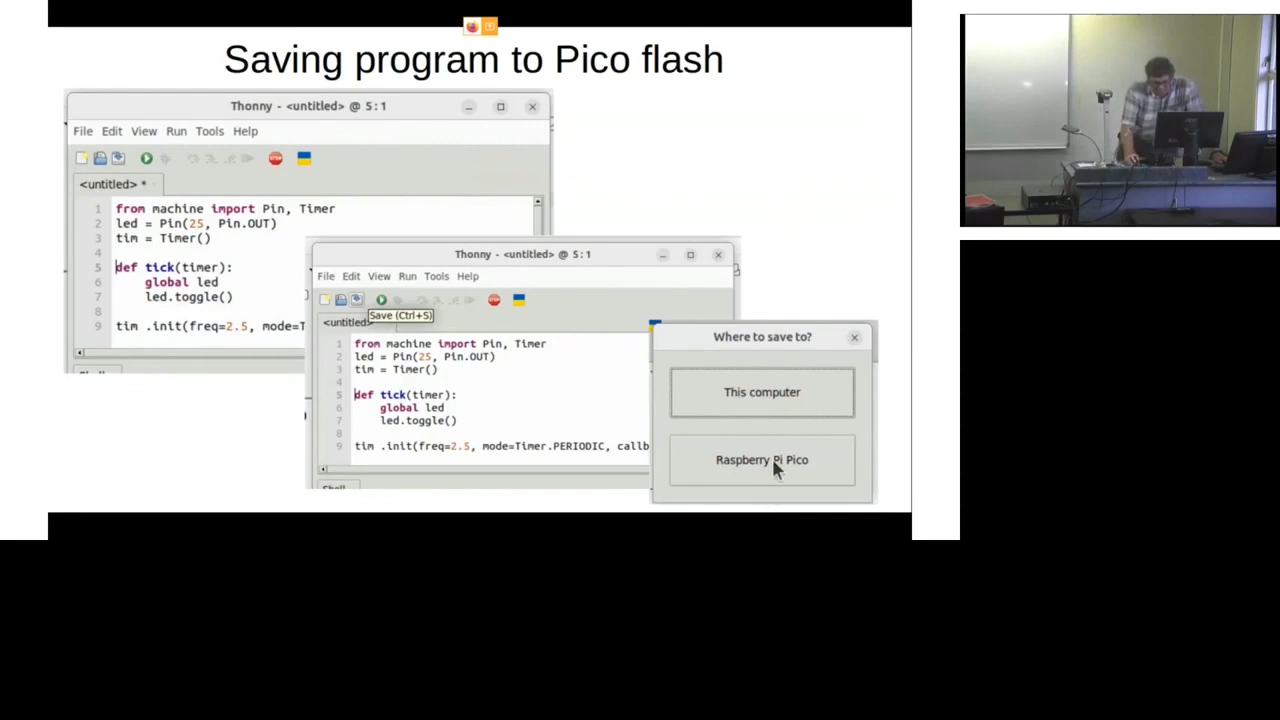 Saving program to Pico flash
Thonny - <untitled> @ 5:1
File Edit View Run Tools Help
STOP
<untitled> *
1 from machine import Pin, Timer
2 led = Pin(25, Pin.OUT)
3 tim = Timer()
4
5 def tick(timer):
6 global led
7 led.toggle()
8
9 tim .init(freq=2.5, mode=T
Thonny - <untitled> @ 5:1
File Edit View Run Tools Help
STOP
Save (Ctrl+S)
<untitled>
1 from machine import Pin, Timer
2 led = Pin(25, Pin.OUT)
3 tim = Timer()
4
5 def tick(timer):
6 global led
7 led.toggle()
8
9 tim .init(freq=2.5, mode=Timer.PERIODIC, callb
Where to save to?
This computer
Raspberry Pi Pico